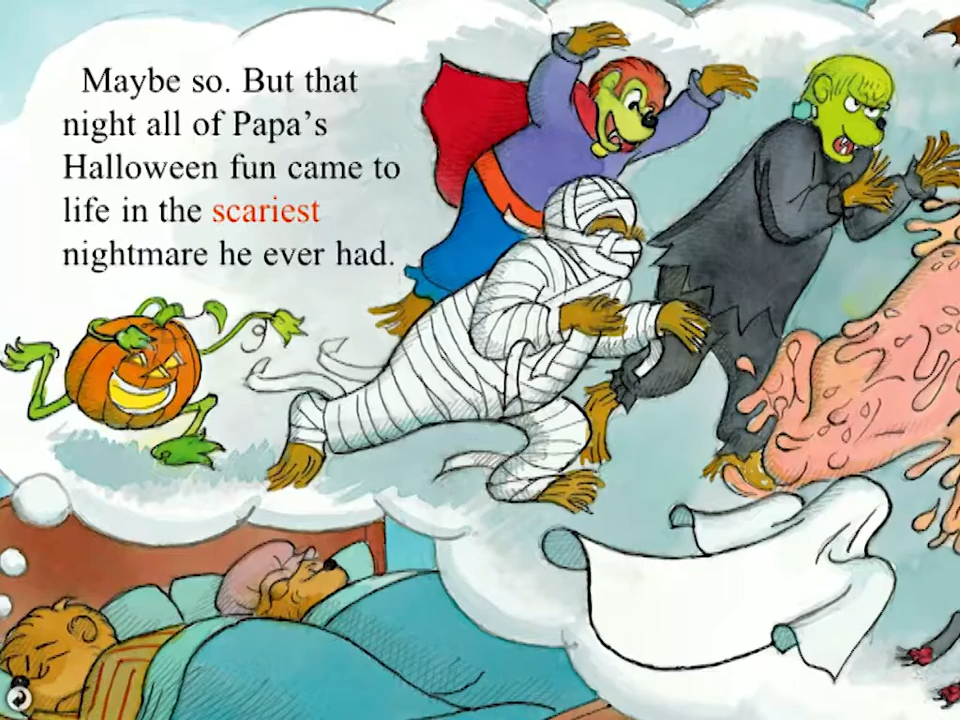 Maybe so. But that
night all of Papa's
Halloween fun came to
life in the scariest
nightmare he ever had.